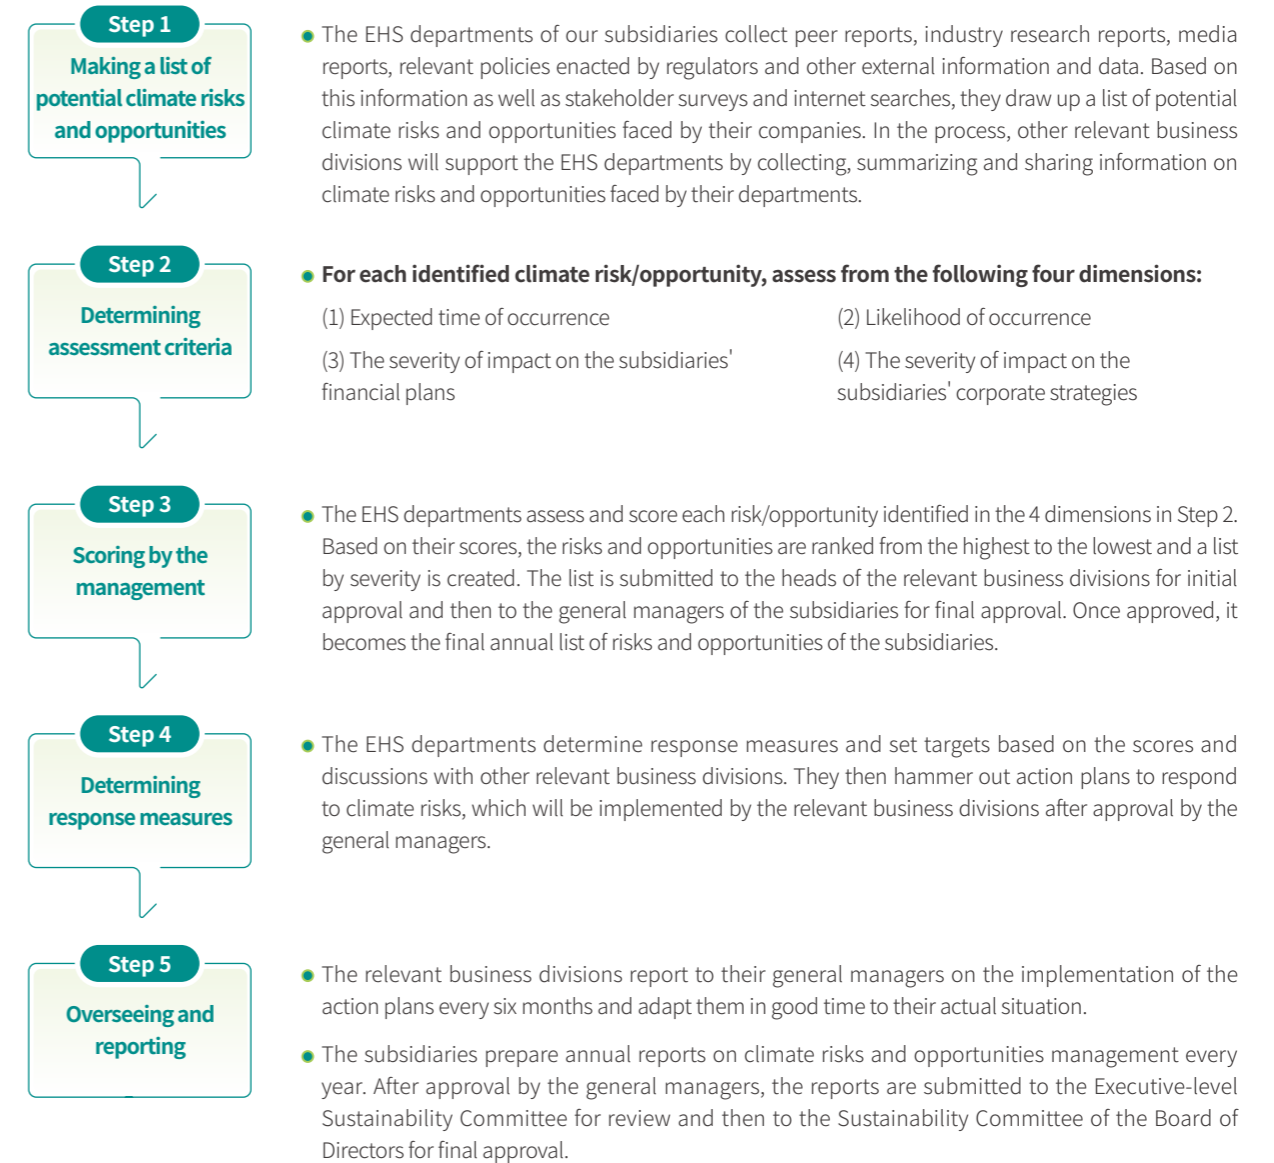 Step 1
Making a list of
potential climate risks
and opportunities
The EHS departments of our subsidiaries collect peer reports, industry research reports, media
reports, relevant policies enacted by regulators and other external information and data. Based on
this information as well as stakeholder surveys and internet searches, they draw up a list of potential
climate risks and opportunities faced by their companies. In the process, other relevant business
divisions will support the EHS departments by collecting, summarizing and sharing information on
climate risks and opportunities faced by their departments.
Step 2
Determining
assessment criteria
For each identified climate risk/opportunity, assess from the following four dimensions:
(1) Expected time of occurrence
(2) Likelihood of occurrence
(3) The severity of impact on the subsidiaries'
financial plans
(4) The severity of impact on the
subsidiaries' corporate strategies
Step 3
Scoring by the
management
The EHS departments assess and score each risk/opportunity identified in the 4 dimensions in Step 2.
Based on their scores, the risks and opportunities are ranked from the highest to the lowest and a list
by severity is created. The list is submitted to the heads of the relevant business divisions for initial
approval and then to the general managers of the subsidiaries for final approval. Once approved, it
becomes the final annual list of risks and opportunities of the subsidiaries.
Step 4
Determining
response measures
The EHS departments determine response measures and set targets based on the scores and
discussions with other relevant business divisions. They then hammer out action plans to respond
to climate risks, which will be implemented by the relevant business divisions after approval by the
general managers.
Step 5
Overseeing and
reporting
The relevant business divisions report to their general managers on the implementation of the
action plans every six months and adapt them in good time to their actual situation.
The subsidiaries prepare annual reports on climate risks and opportunities management every
year. After approval by the general managers, the reports are submitted to the Executive-level
Sustainability Committee for review and then to the Sustainability Committee of the Board of
Directors for final approval.